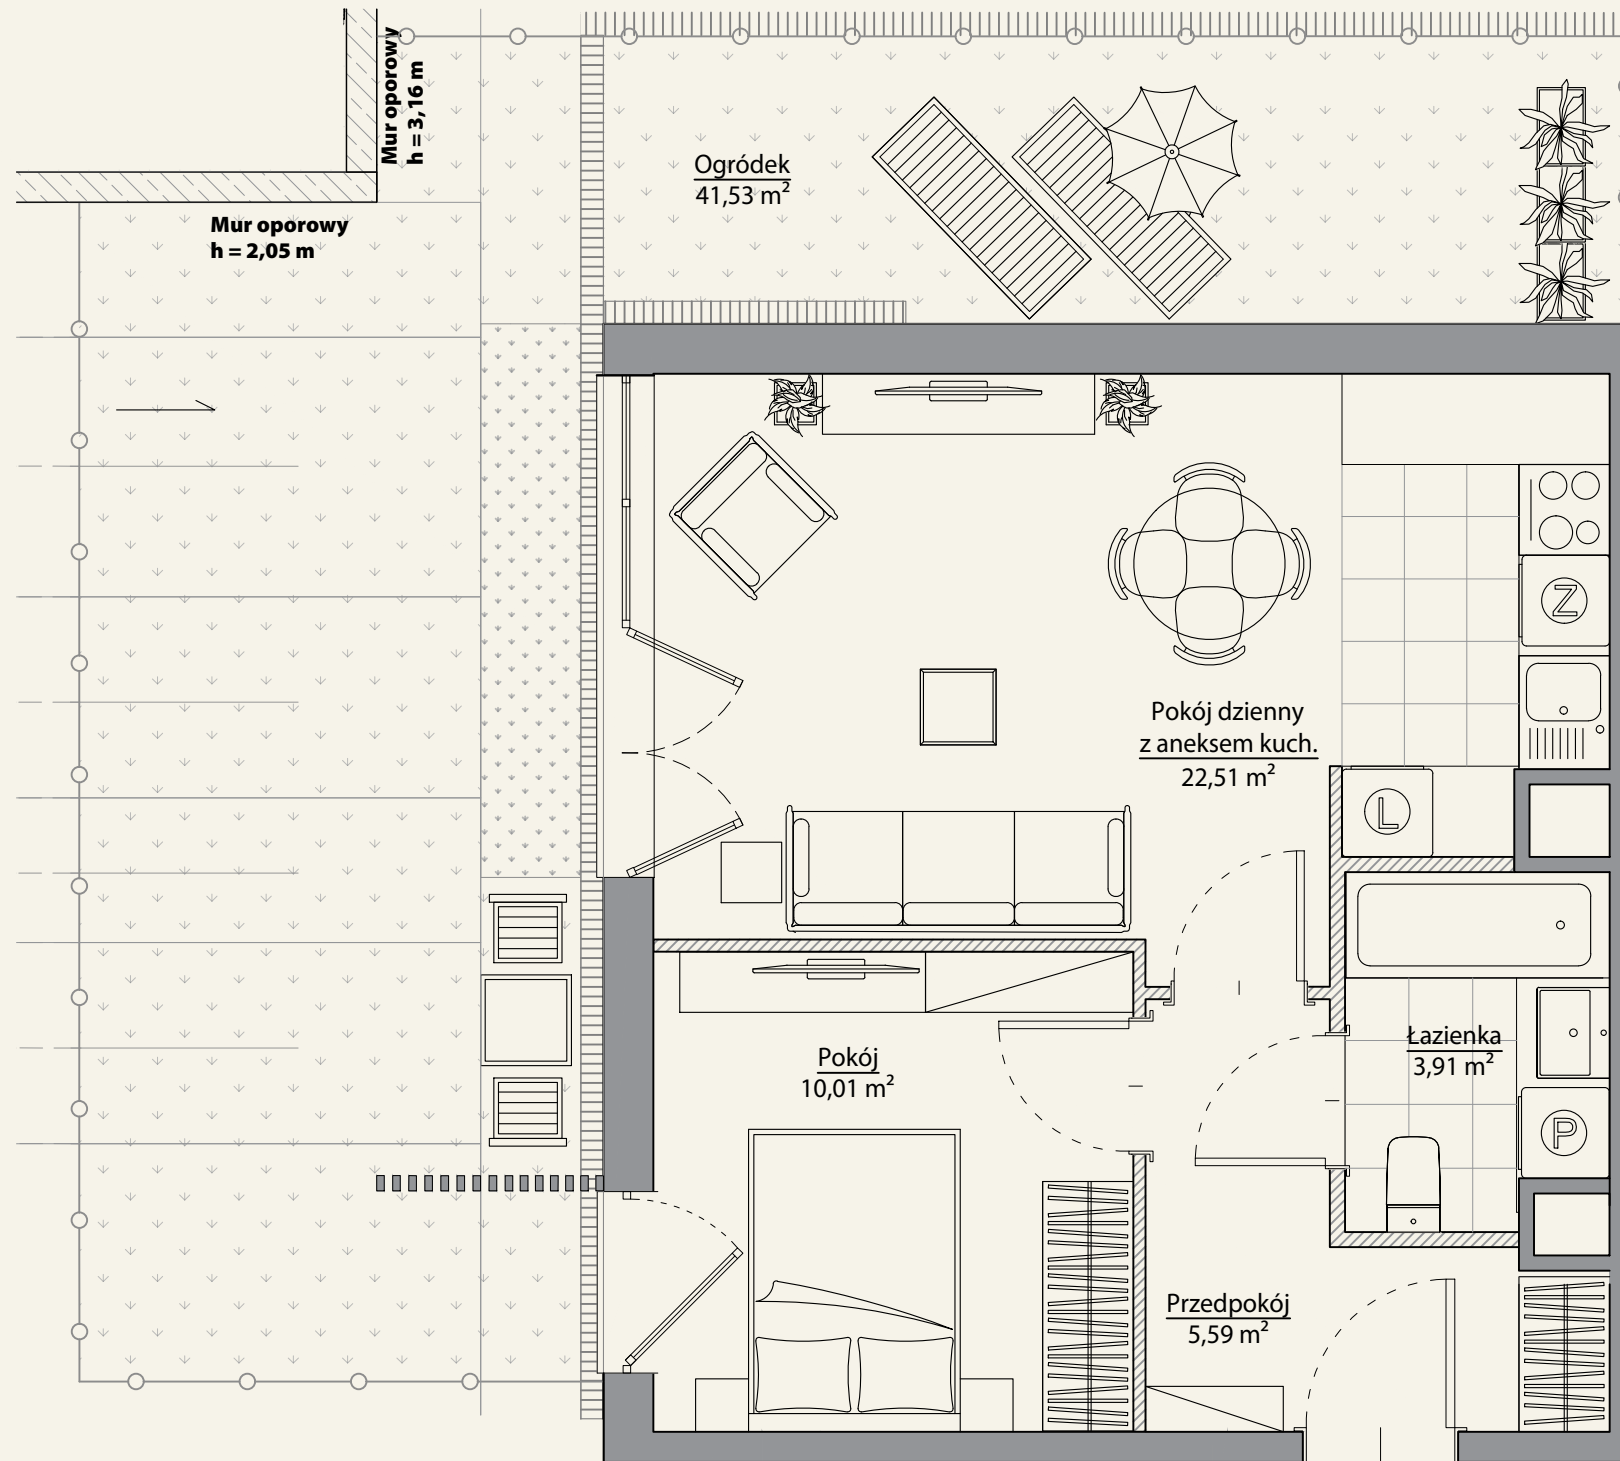 Mur oporowy
h = 3,16 m
Mur oporowy
h = 2,05 m
Ogródek
41,53 m²
Pokój dzienny
z aneksem kuch.
22,51 m²
Z
L
Łazienka
3,91 m²
P
Pokój
10,01 m²
Przedpokój
5,59 m²